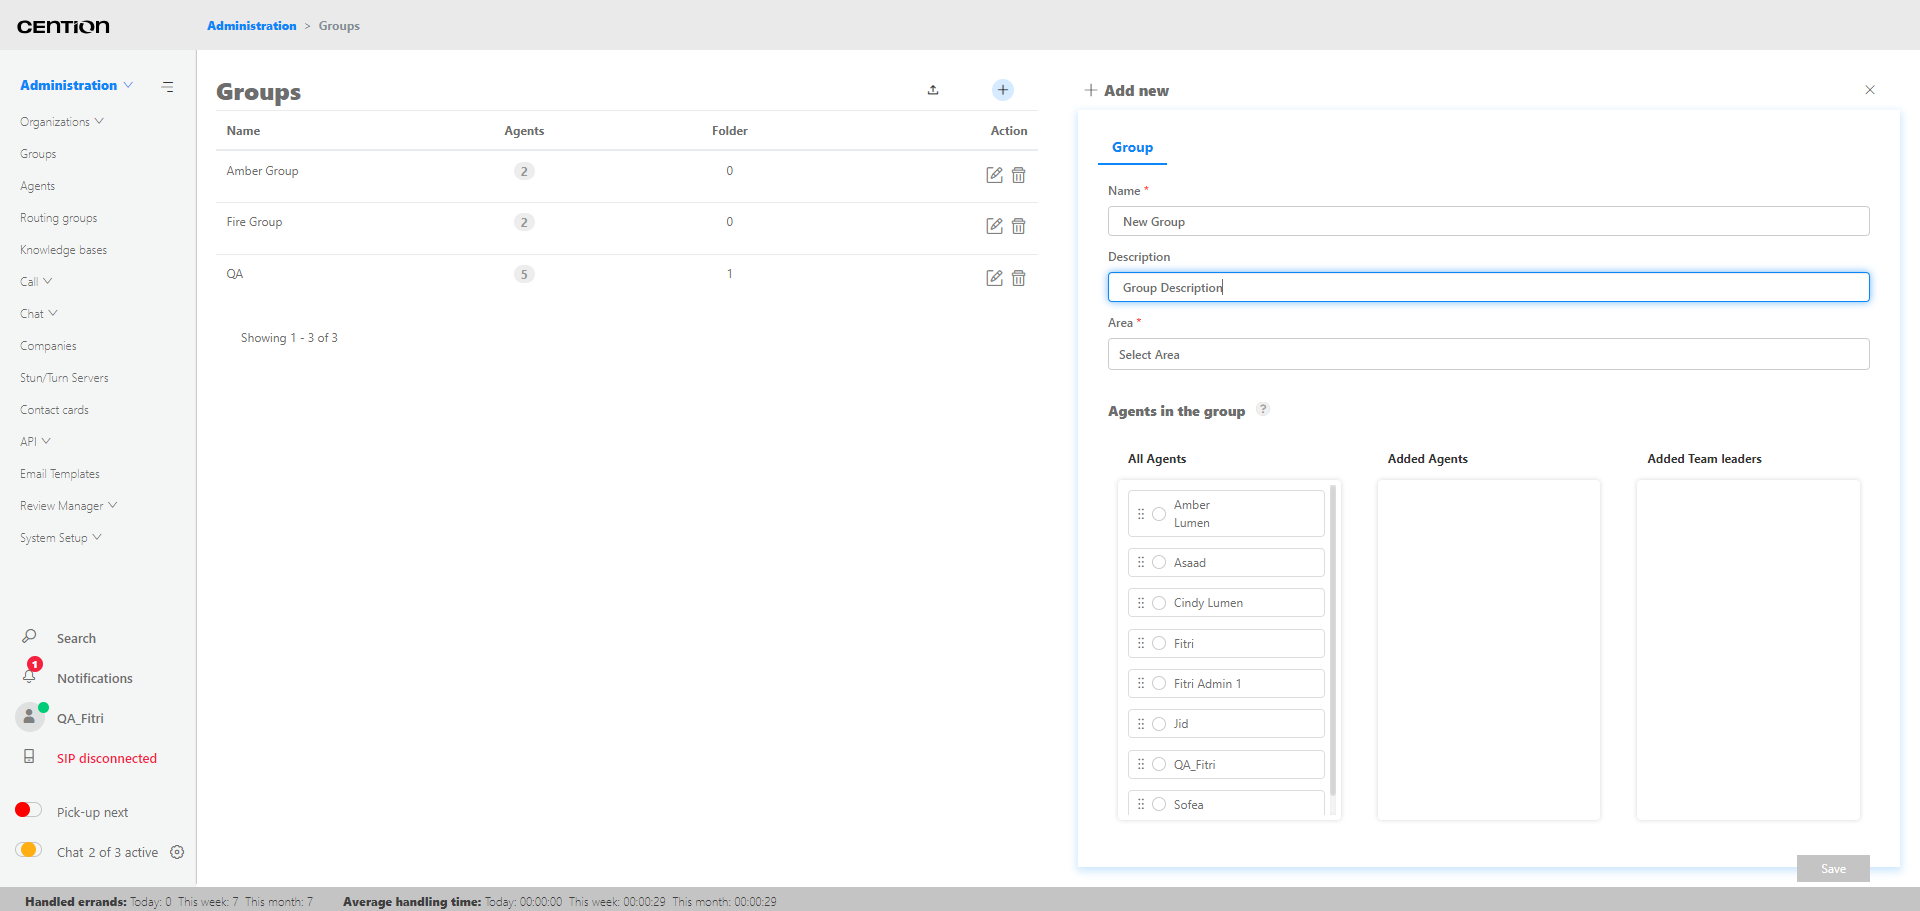 CENTION
Administration > Groups
Administration
Organizations
Groups
Agents
Routing groups
Knowledge bases
Call
Chat
Companies
Stun/Turn Servers
Contact cards
API
Email Templates
Review Manager
System Setup
Search
1
Notifications
QA_Fitri
SIP disconnected
Pick-up next
Chat 2 of 3 active
Groups
Name Agents Folder Action
Amber Group 2 0
Fire Group 2 0
QA 5 1
Showing 1 - 3 of 3
Add new
Group
Name *
New Group
Description
Group Description
Area *
Select Area
Agents in the group ?
All Agents
Amber
Lumen
Asaad
Cindy Lumen
Fitri
Fitri Admin 1
Jid
QA_Fitri
Sofea
Added Agents
Added Team leaders
Save
Handled errands: Today: 0 This week: 7 This month: 7 Average handling time: Today: 00:00:00 This week: 00:00:29 This month: 00:00:29